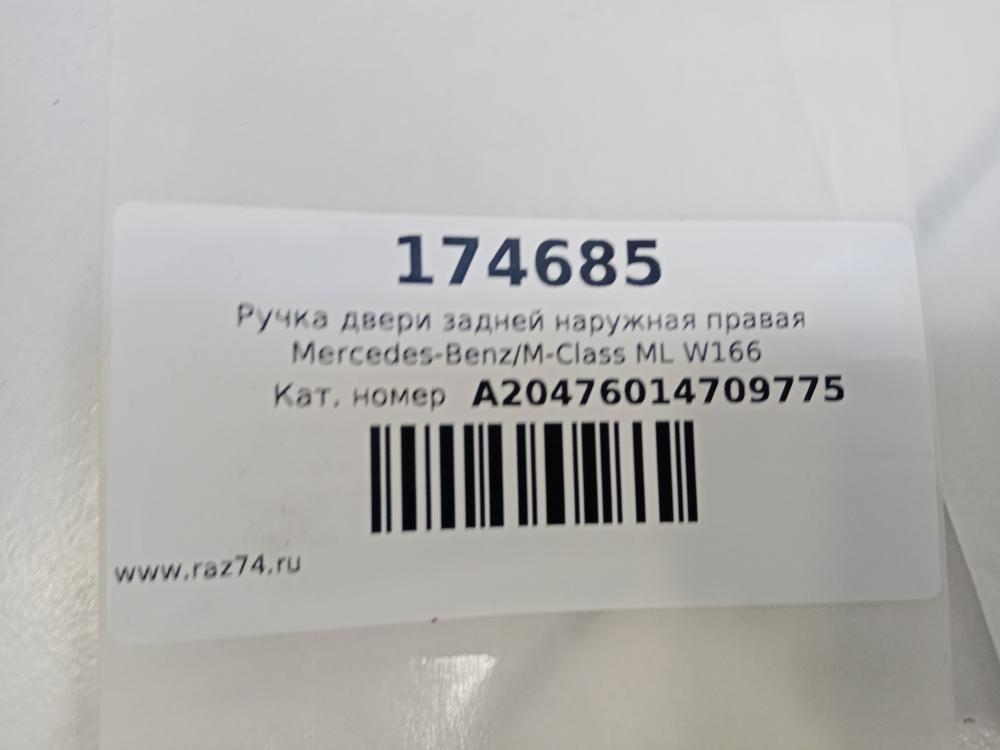 174685
Ручка двери задней наружная правая
Mercedes-Benz/M-Class ML W166
Кат. номер A20476014709775
www.raz74.ru